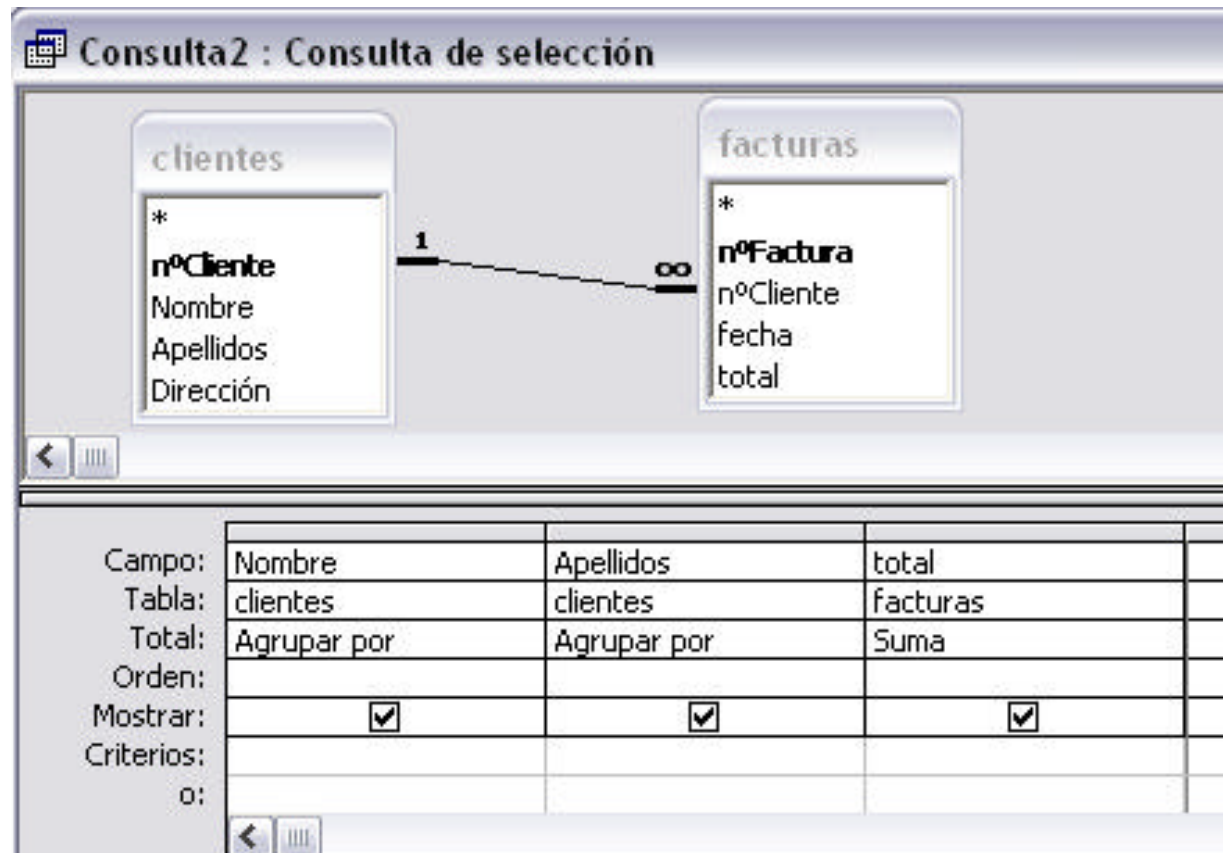 Consulta2 : Consulta de selección
clientes
*
nºCliente
Nombre
Apellidos
Dirección
1
∞
facturas
*
nºFactura
nºCliente
fecha
total
Campo: Nombre Apellidos total
Tabla: clientes clientes facturas
Total: Agrupar por Agrupar por Suma
Orden:
Mostrar:
Criterios:
o: